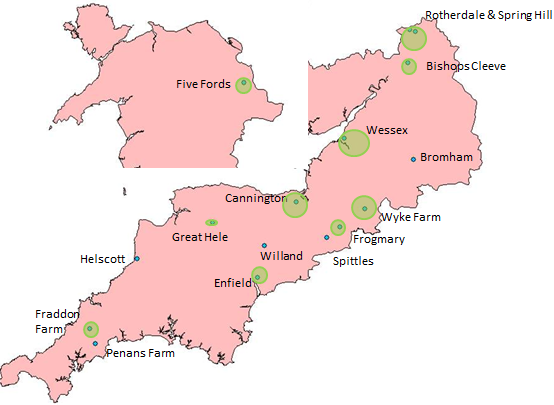 Rotherdale & Spring Hill
Bishops Cleeve
Five Fords
Wessex
Bromham
Cannington
Wyke Farm
Great Hele
Frogmary
Willand
Spittles
Helscott
Enfield
Fraddon
Farm
Penans Farm